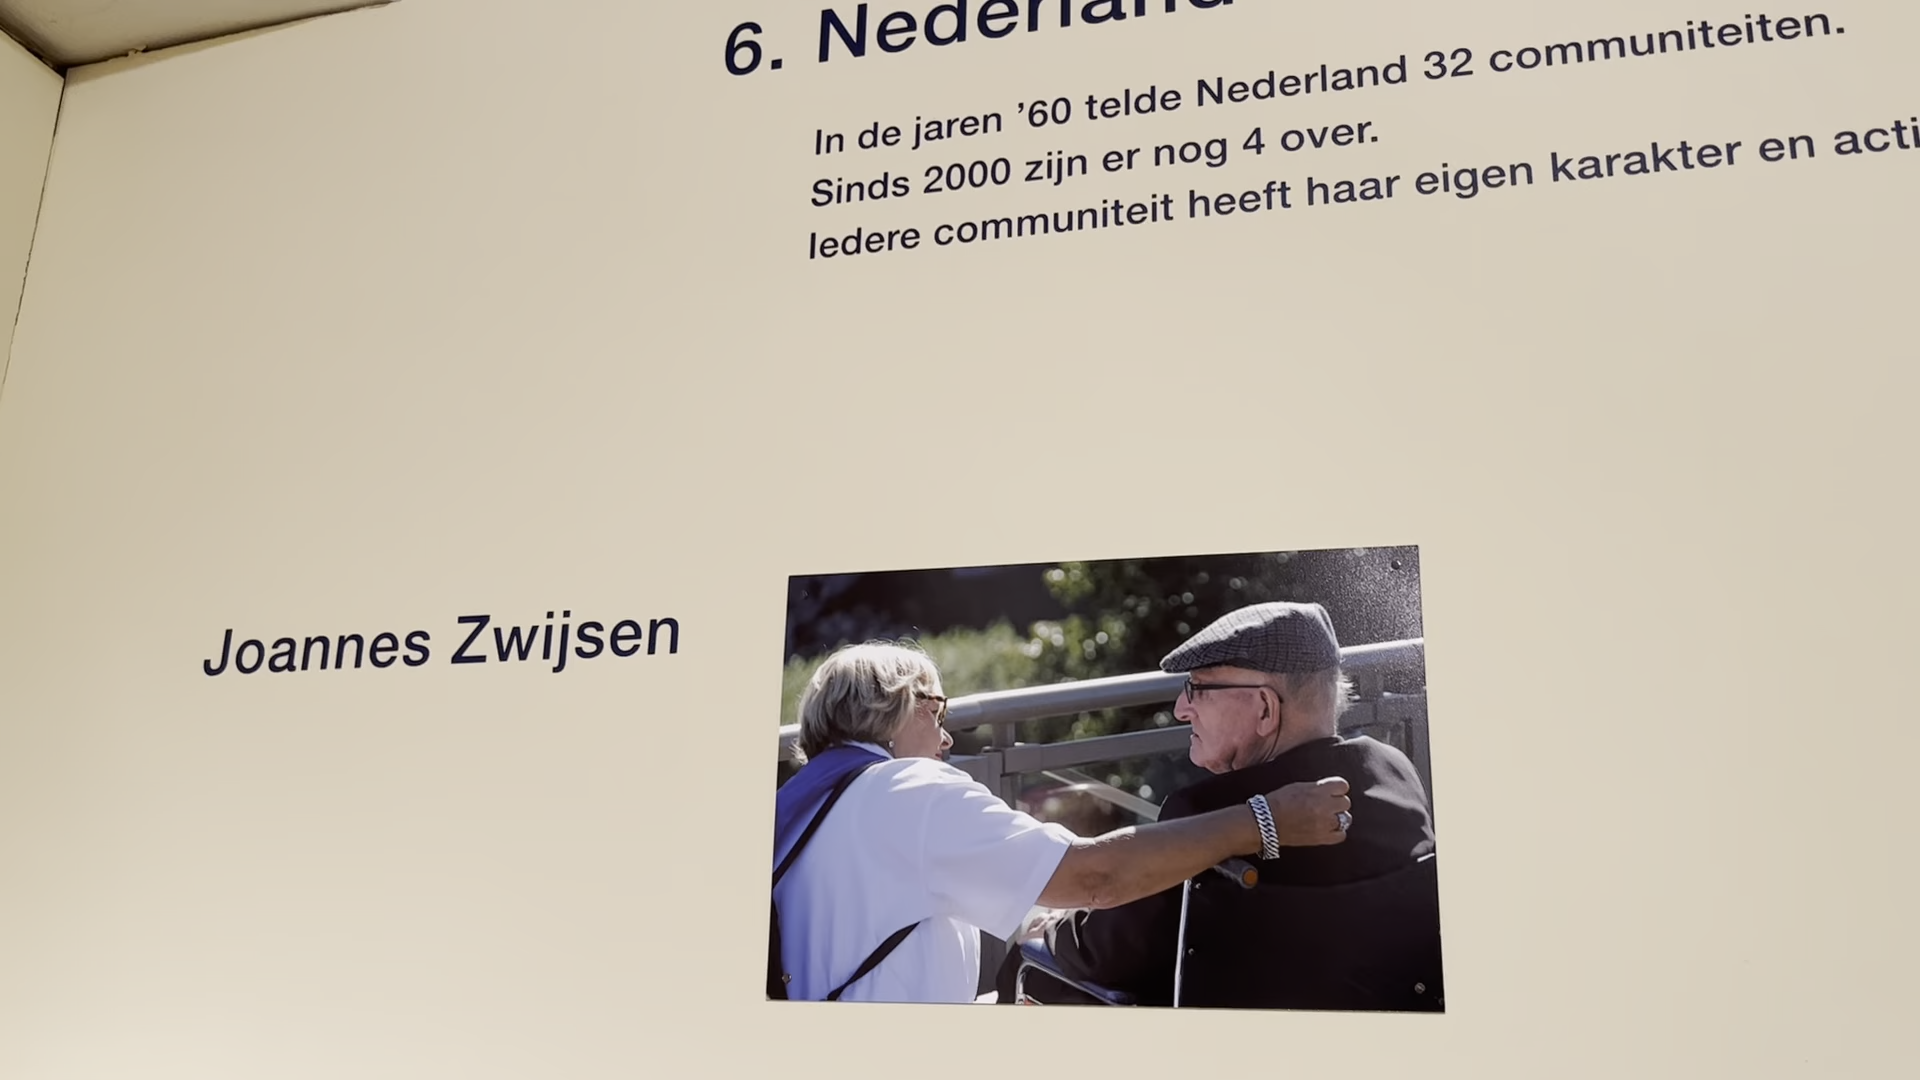 6. Nederland
In de jaren ’60 telde Nederland 32 communiteiten.
Sinds 2000 zijn er nog 4 over.
Iedere communiteit heeft haar eigen karakter en
Joannes Zwijsen